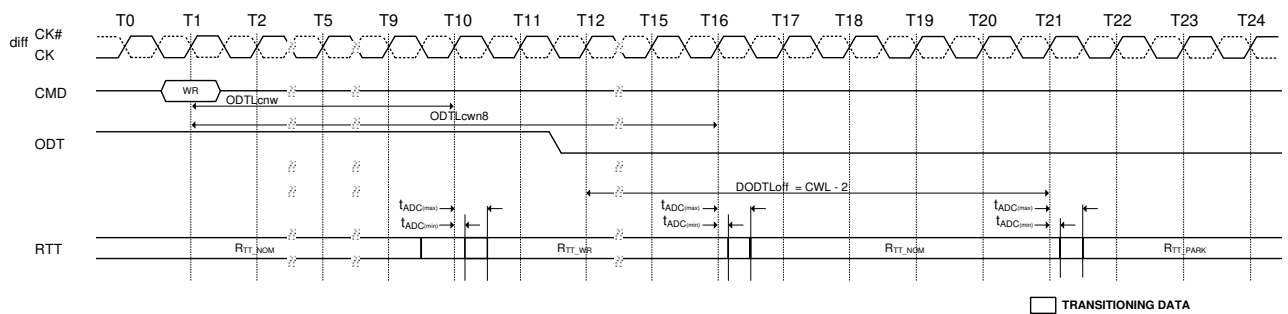 T0 T1 T2 T5 T9 T10 T11 T12 T15 T16 T17 T18 T19 T20 T21 T22 T23 T24
diff CK#
CK
CMD WR
ODTLcnw
ODTLcwn8
ODT
DODTLoff = CWL - 2
tADC(max) tADC(max) tADC(max)
tADC(min) tADC(min) tADC(min)
RTT RTT_NOM RTT_WR RTT_NOM RTT_PARK
TRANSITIONING DATA